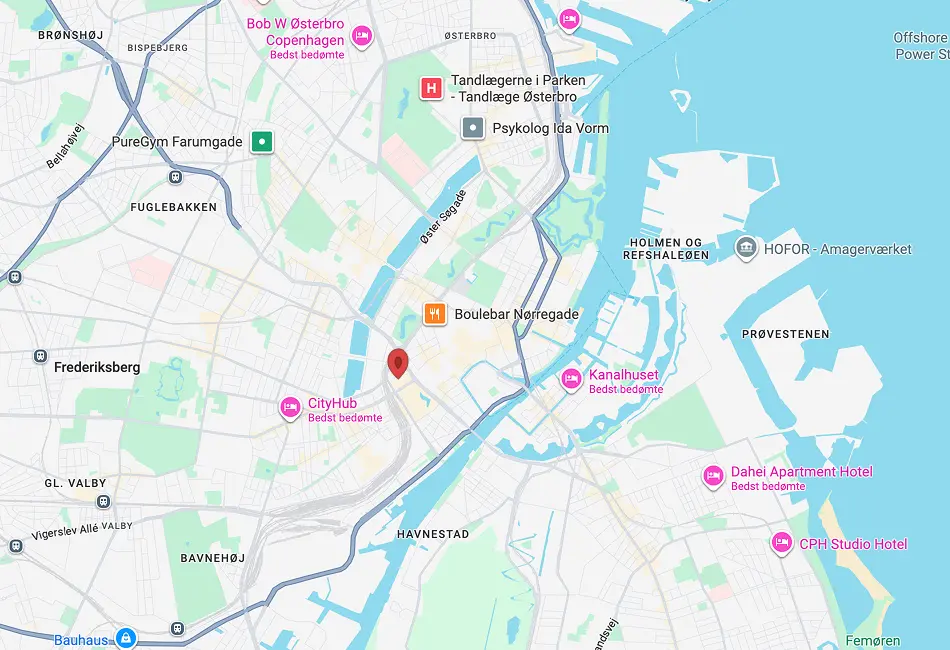 Bob W Østerbro
Copenhagen
Bedst bedømte
BRØNSHØJ
BISPEBJERG
ØSTERBRO
Offshore
Power St
Tandlægerne i Parken
- Tandlæge Østerbro
Psykolog Ida Vorm
PureGym Farumgade
Bellahøjvej
FUGLEBAKKEN
Øster Søgade
HOLMEN OG
REFSHALEØEN
HOFOR - Amagerværket
Boulebar Nørregade
PRØVESTENEN
Frederiksberg
Kanalhuset
Bedst bedømte
CityHub
Bedst bedømte
Dahei Apartment Hotel
Bedst bedømte
GL. VALBY
Vigerslev Allé
VALBY
HAVNESTAD
CPH Studio Hotel
BAVNEHØJ
Bauhaus
andsvej
Femøren